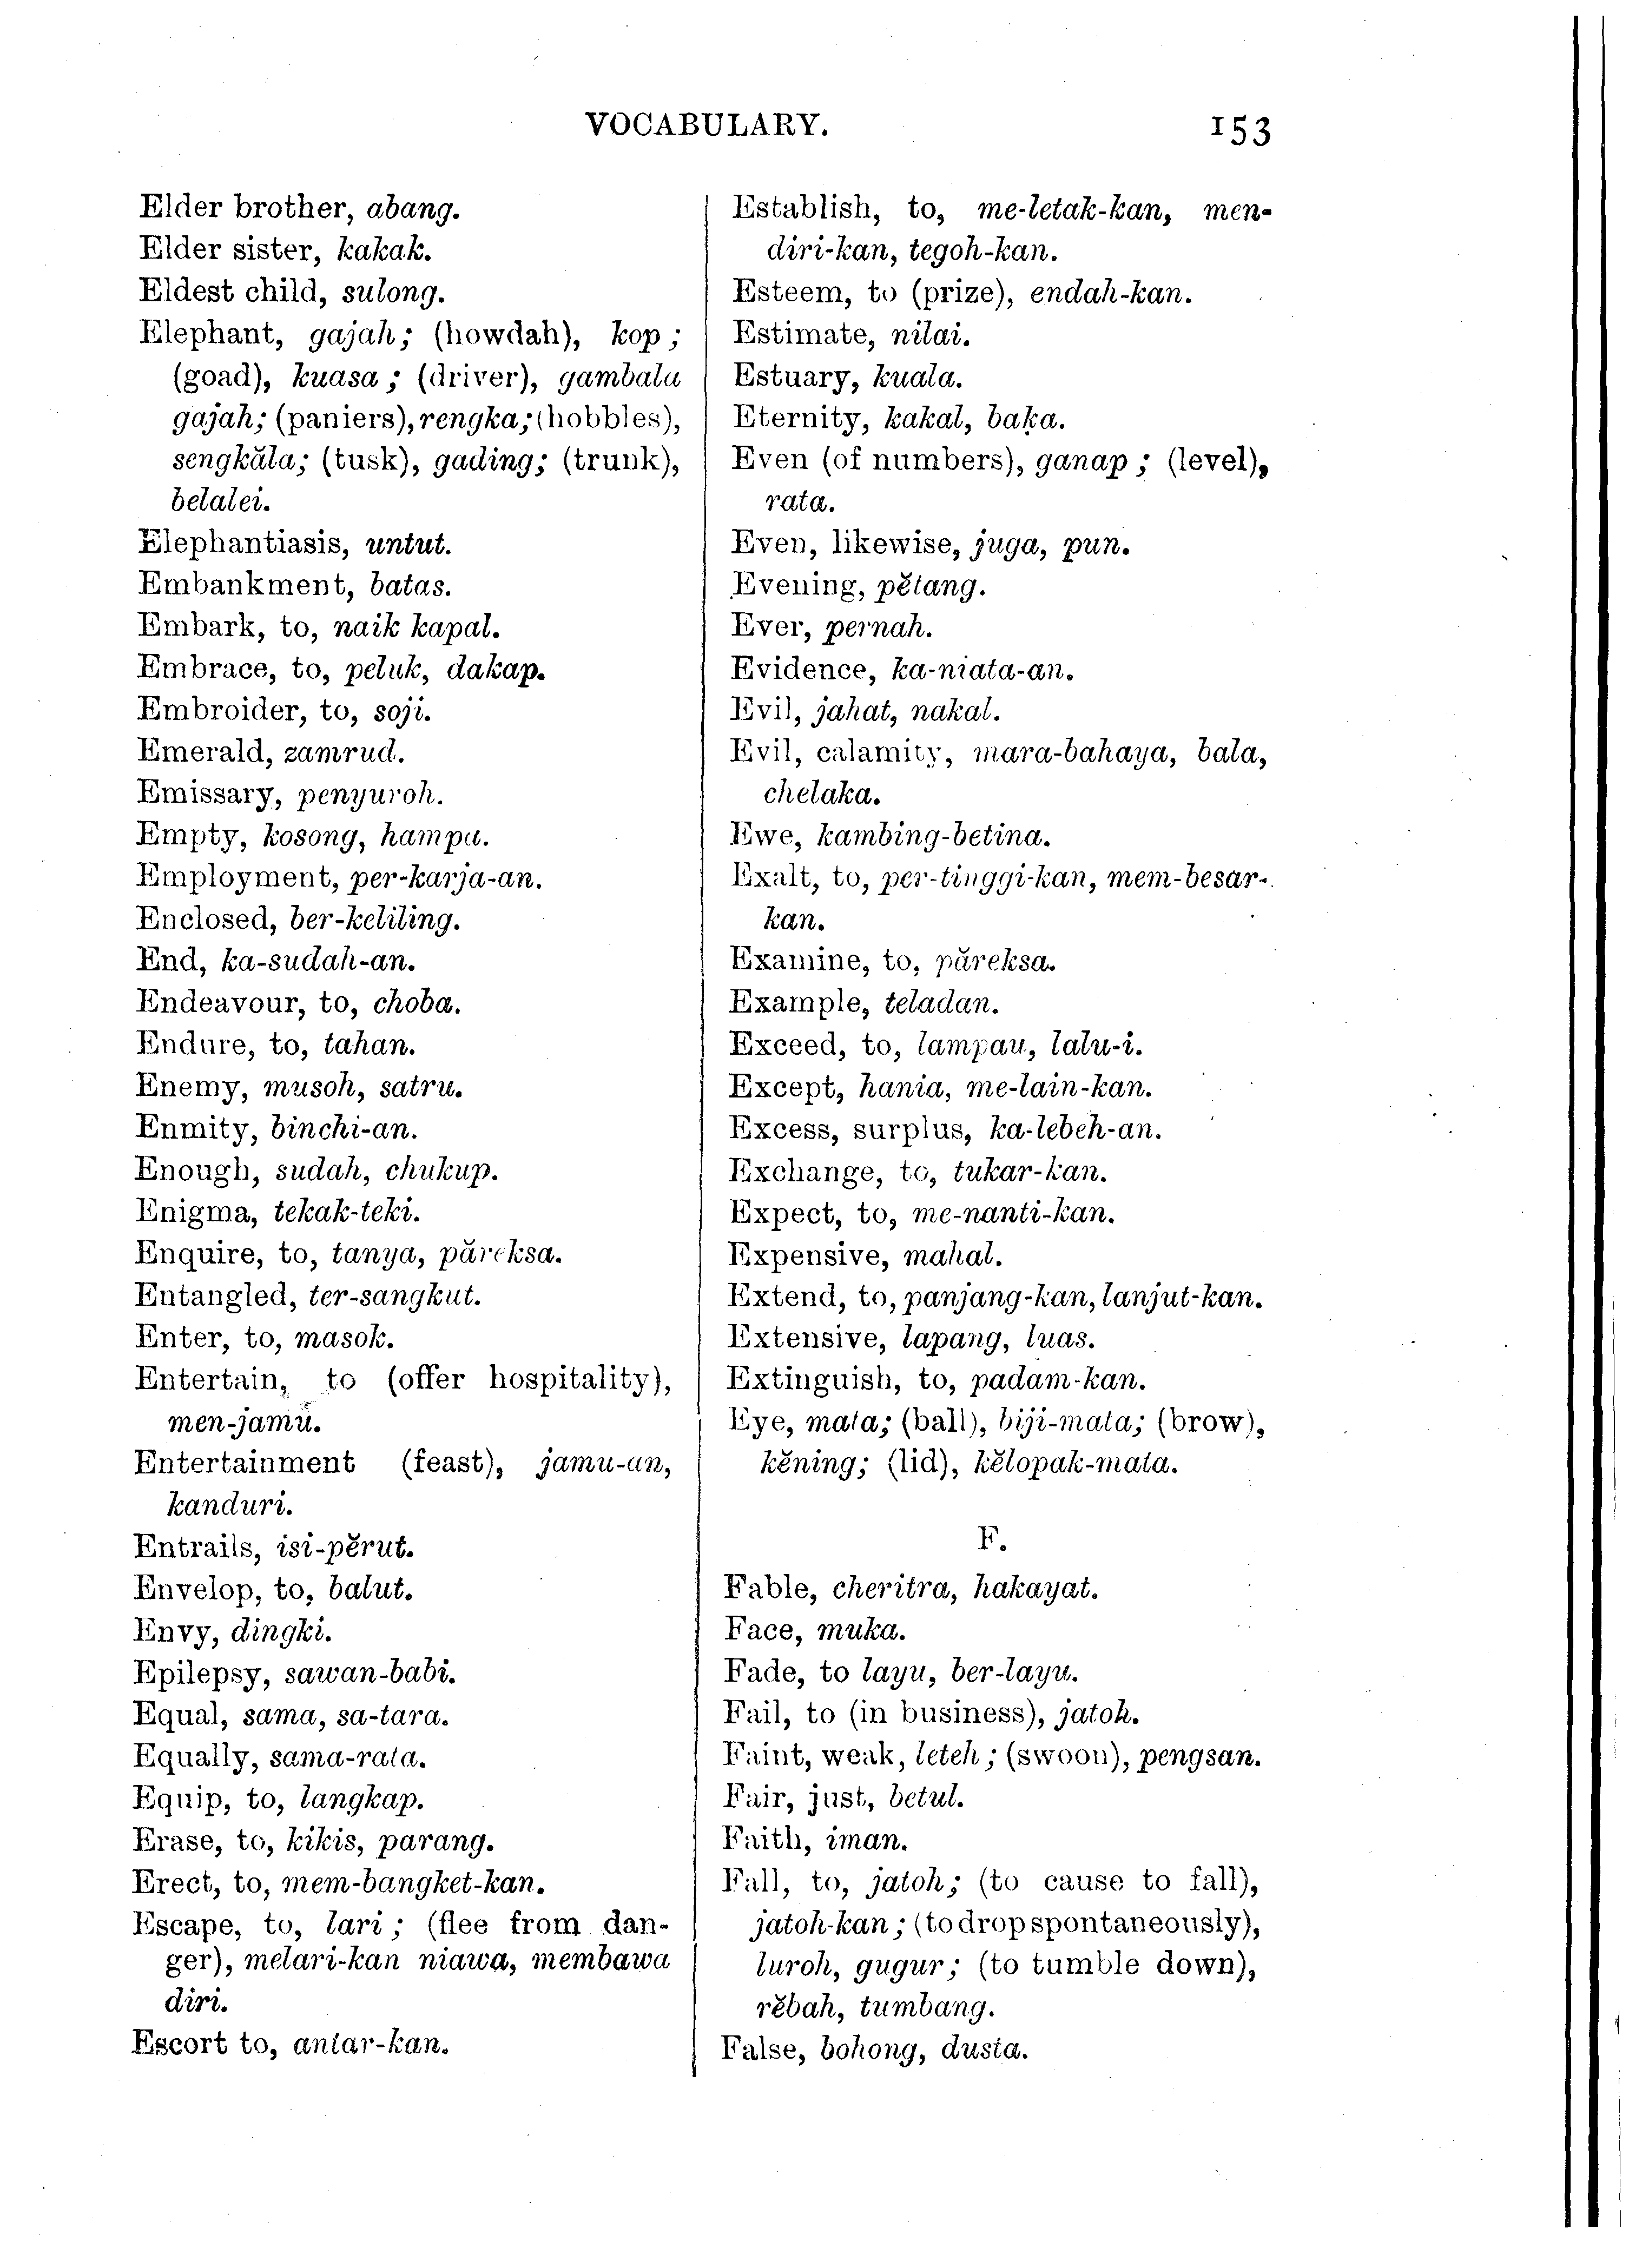 VOCABULARY. 153
Elder brother, abang.
Elder sister, kakak.
Eldest child, sulong.
Elephant, gajah; (howdah), kop;
(goad), kuasa; (driver), gambala
gajah; (paniers), rengka; (hobbles),
sengkăla; (tusk), gading; (trunk),
belalei.
Elephantiasis, untut.
Embankment, batas.
Embark, to, naik kapal.
Embrace, to, peluk, dakap.
Embroider, to, soji.
Emerald, zamrud.
Emissary, penyuroh.
Empty, kosong, hampa.
Employment, per-karja-an.
Enclosed, ber-keliling.
End, ka-sudah-an.
Endeavour, to, choba.
Endure, to, tahan.
Enemy, musoh, satru.
Enmity, binchi-an.
Enough, sudah, chukup.
Enigma, tekak-teki.
Enquire, to, tanya, păreksa.
Entangled, ter-sangkut.
Enter, to, masok.
Entertain, to (offer hospitality),
men-jamu.
Entertainment (feast), jamu-an,
kanduri.
Entrails, isi-pĕrut.
Envelop, to, balut.
Envy, dingki.
Epilepsy, sawan-babi.
Equal, sama, sa-tara.
Equally, sama-rata.
Equip, to, langkap.
Erase, to, kikis, parang.
Erect, to, mem-bangket-kan.
Escape, to, lari; (flee from dan-
ger), melari-kan niawa, membawa
diri.
Escort to, antar-kan.
Establish, to, me-letak-kan, men-
diri-kan, tegoh-kan.
Esteem, to (prize), endah-kan.
Estimate, nilai.
Estuary, kuala.
Eternity, kakal, baka.
Even (of numbers), ganap; (level),
rata.
Even, likewise, juga, pun.
Evening, pĕtang.
Ever, pernah.
Evidence, ka-niata-an.
Evil, jahat, nakal.
Evil, calamity, mara-bahaya, bala,
chelaka.
Ewe, kambing-betina.
Exalt, to, per-tinggi-kan, mem-besar-
kan.
Examine, to, păreksa.
Example, teladan.
Exceed, to, lampau, lalu-i.
Except, hania, me-lain-kan.
Excess, surplus, ka-lebeh-an.
Exchange, to, tukar-kan.
Expect, to, me-nanti-kan.
Expensive, mahal.
Extend, to, panjang-kan, lanjut-kan.
Extensive, lapang, luas.
Extinguish, to, padam-kan.
Eye, mata; (ball), biji-mata; (brow),
kĕning; (lid), kĕlopak-mata.
F.
Fable, cheritra, hakayat.
Face, muka.
Fade, to layu, ber-layu.
Fail, to (in business), jatoh.
Faint, weak, leteh; (swoon), pengsan.
Fair, just, betul.
Faith, iman.
Fall, to, jatoh; (to cause to fall),
jatoh-kan; (to drop spontaneously),
luroh, gugur; (to tumble down),
rĕbah, tumbang.
False, bohong, dusta.